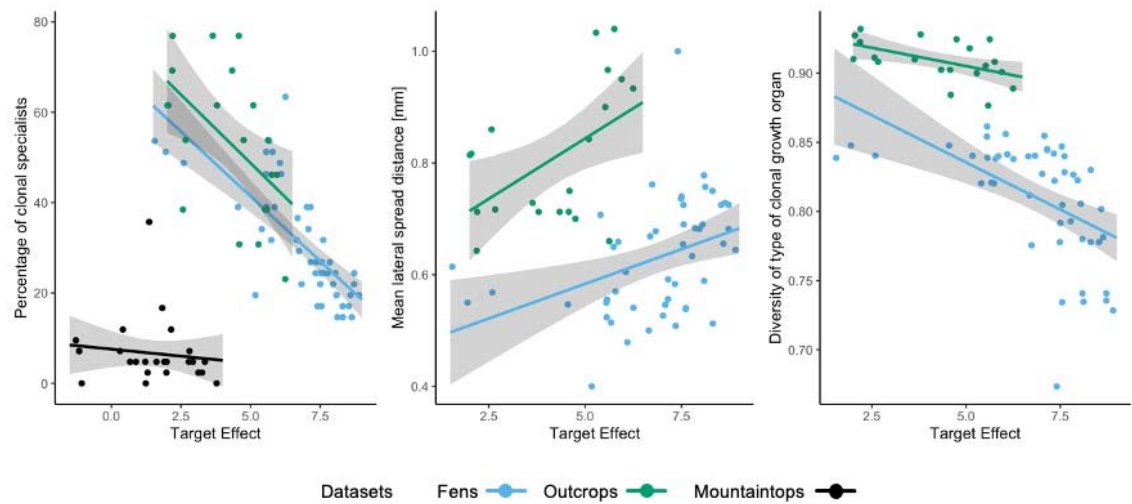 Percentage of clonal specialists
80
60
40
20
0
0.0 2.5 5.0 7.5
Target Effect
Mean lateral spread distance [mm]
1.0
0.8
0.6
0.4
2.5 5.0 7.5
Target Effect
Diversity of type of clonal growth organ
0.90
0.85
0.80
0.75
0.70
2.5 5.0 7.5
Target Effect
Datasets Fens Outcrops Mountaintops